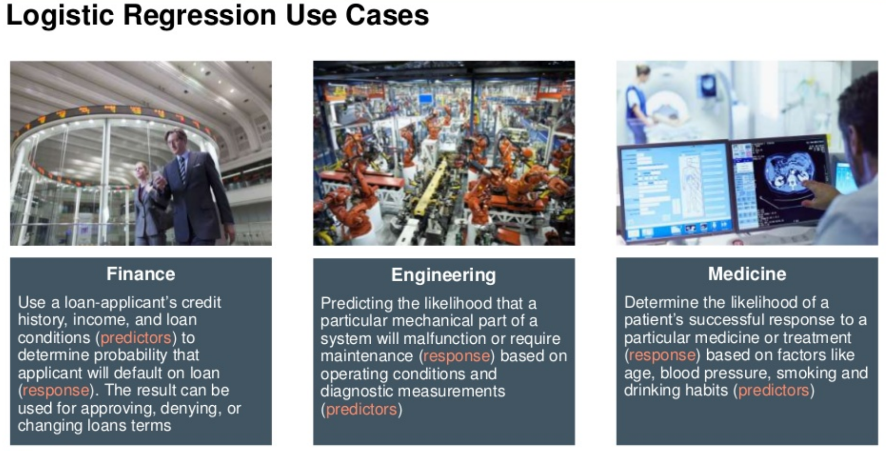 Logistic Regression Use Cases
Finance
Use a loan-applicant's credit
history, income, and loan
conditions (predictors) to
determine probability that
applicant will default on loan
(response). The result can be
used for approving, denying, or
changing loans terms
Engineering
Predicting the likelihood that a
particular mechanical part of a
system will malfunction or require
maintenance (response) based on
operating conditions and
diagnostic measurements
(predictors)
Medicine
Determine the likelihood of a
patient's successful response to a
particular medicine or treatment
(response) based on factors like
age, blood pressure, smoking and
drinking habits (predictors)